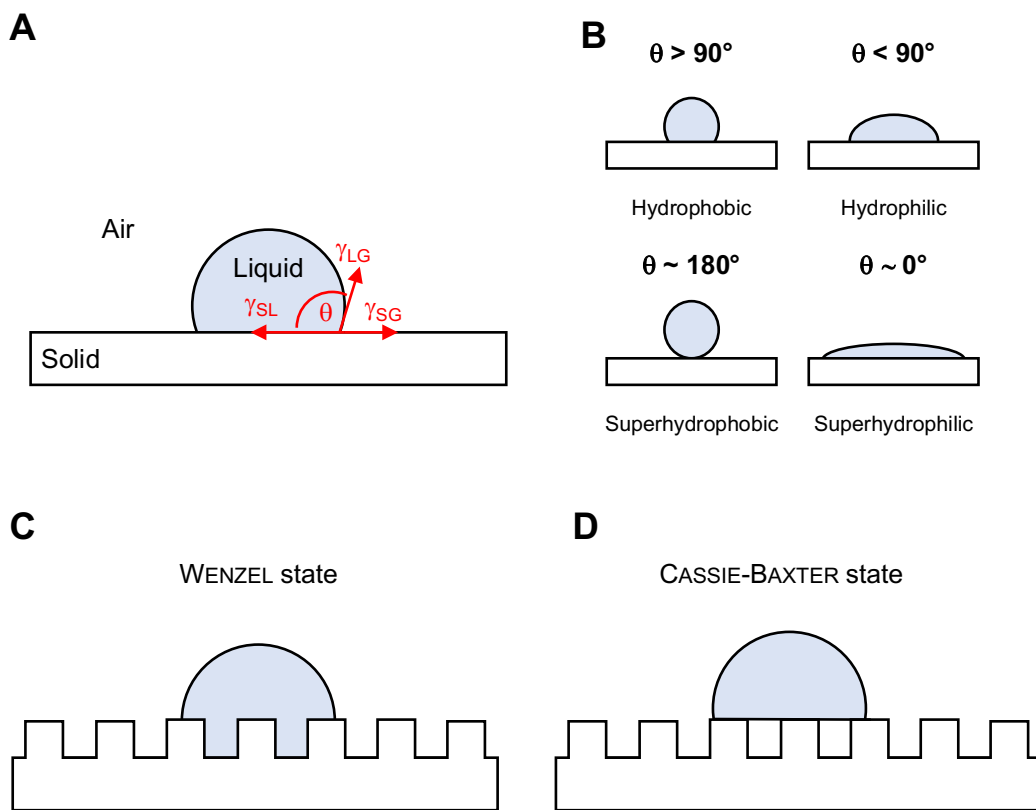 A
Air
Liquid
γLG
γSL
θ
γSG
Solid
B
θ > 90°
θ < 90°
Hydrophobic
Hydrophilic
θ ~ 180°
θ ~ 0°
Superhydrophobic
Superhydrophilic
C
WENZEL state
D
CASSIE-BAXTER state